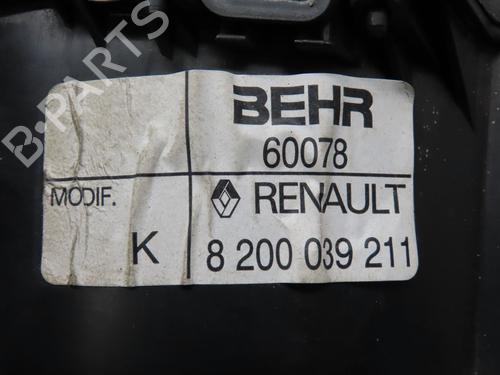 B-PARTS
BEHR
60078
MODIF.
RENAULT
K
8 200 039 211